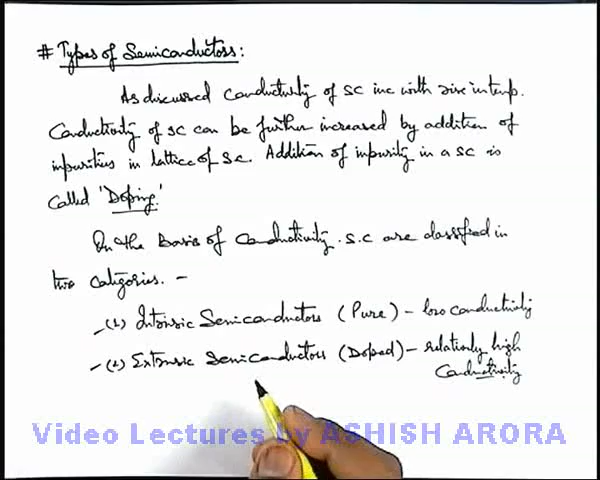 # Types of Semiconductors:
As discussed conductivity of SC inc with rise in temp.
Conductivity of SC can be further increased by addition of
impurities in lattice of SC. Addition of impurity in a SC is
called 'Doping'
On the Basis of Conductivity S.C are classified in
two catigories. –
–(1) Intrinsic Semiconductors (Pure) – low conductivity
–(2) Extrinsic Semiconductors (Doped) – relatively high
Conductivity
Video Lectures by ASHISH ARORA